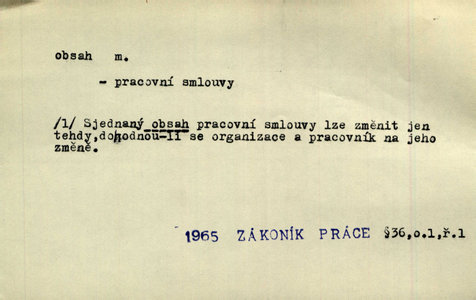 obsah m.
- pracovní smlouvy
/1/ Sjednaný obsah pracovní smlouvy lze změnit jen
tehdy,dohodnou-li se organizace a pracovník na jeho
změně.
1965 ZÁKONÍK PRÁCE §36,o.1,ř.1